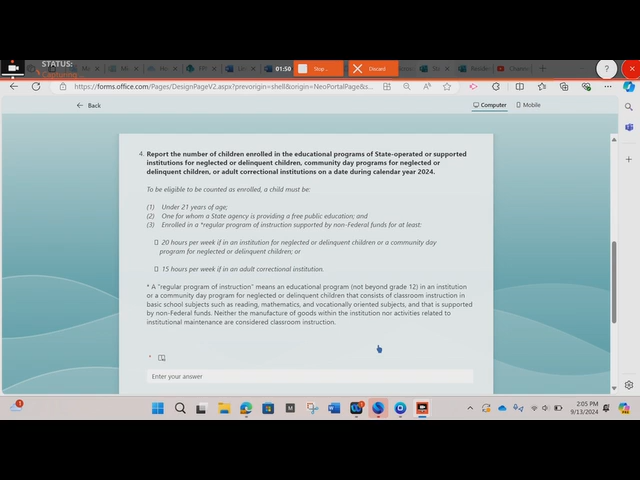 STATUS:
Capturing
01:50
Stop ...
Discard
https://forms.office.com/Pages/DesignPageV2.aspx?prevorigin=shell&origin=NeoPortalPage&s...
Back
Computer
Mobile
4. Report the number of children enrolled in the educational programs of State-operated or supported
institutions for neglected or delinquent children, community day programs for neglected or
delinquent children, or adult correctional institutions on a date during calendar year 2024.
To be eligible to be counted as enrolled, a child must be:
(1) Under 21 years of age;
(2) One for whom a State agency is providing a free public education; and
(3) Enrolled in a *regular program of instruction supported by non-Federal funds for at least:
20 hours per week if in an institution for neglected or delinquent children or a community day
program for neglected or delinquent children; or
15 hours per week if in an adult correctional institution.
* A "regular program of instruction" means an educational program (not beyond grade 12) in an institution
or a community day program for neglected or delinquent children that consists of classroom instruction in
basic school subjects such as reading, mathematics, and vocationally oriented subjects, and that is supported
by non-Federal funds. Neither the manufacture of goods within the institution nor activities related to
institutional maintenance are considered classroom instruction.
*
Enter your answer
2:05 PM
9/13/2024